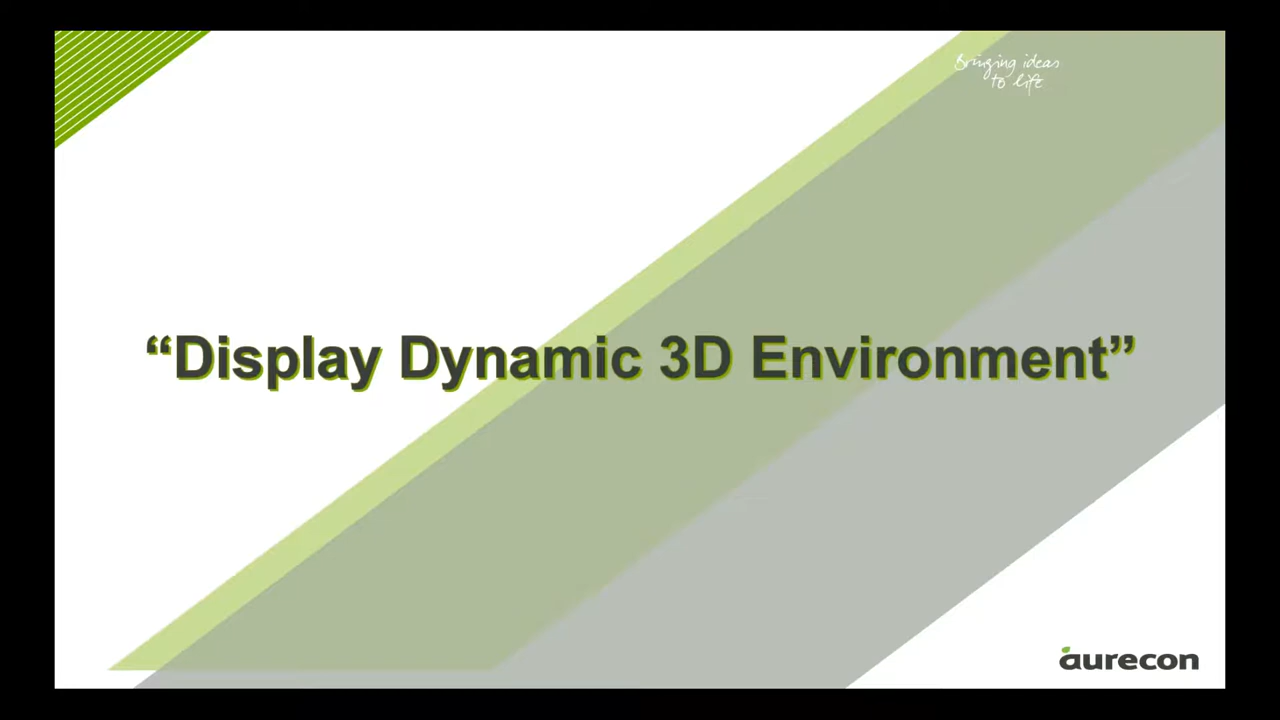 Bringing ideas
to life
“Display Dynamic 3D Environment”
aurecon